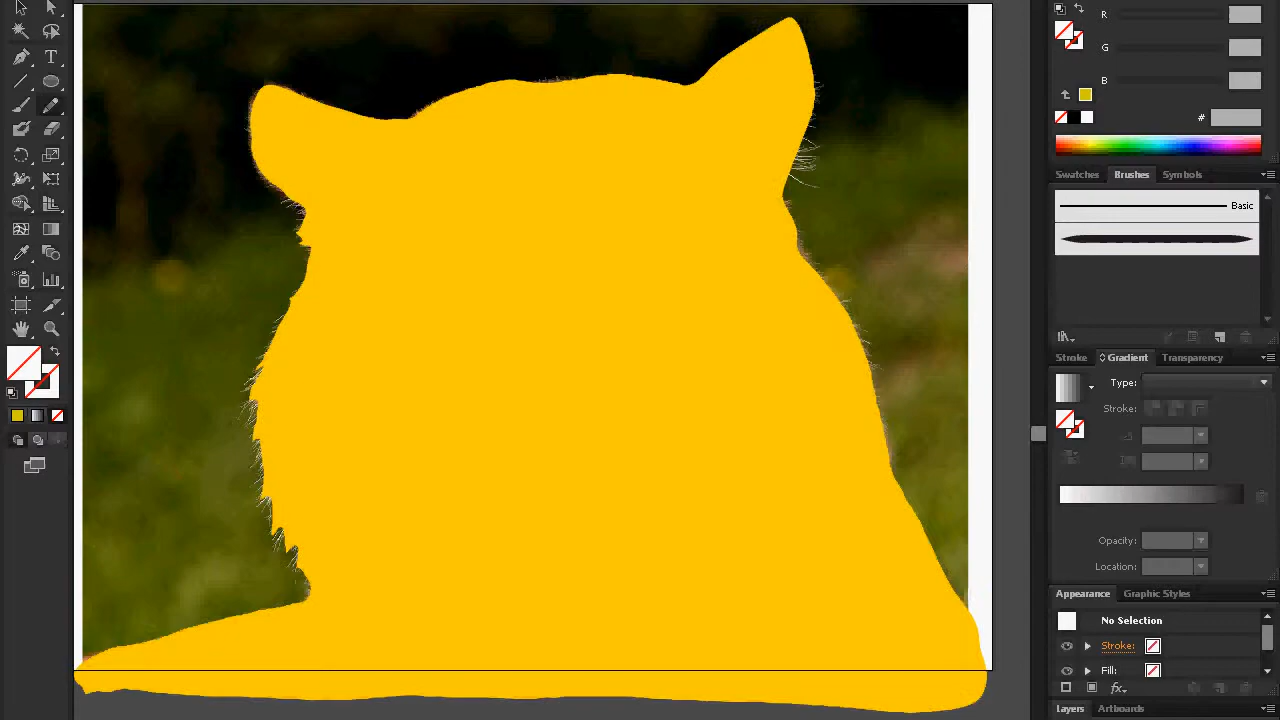 T
R
G
B
#
Swatches Brushes Symbols
Basic
Stroke Gradient Transparency
Type:
Stroke:
Opacity:
Location:
Appearance Graphic Styles
No Selection
Stroke:
Fill:
fx
Layers Artboards